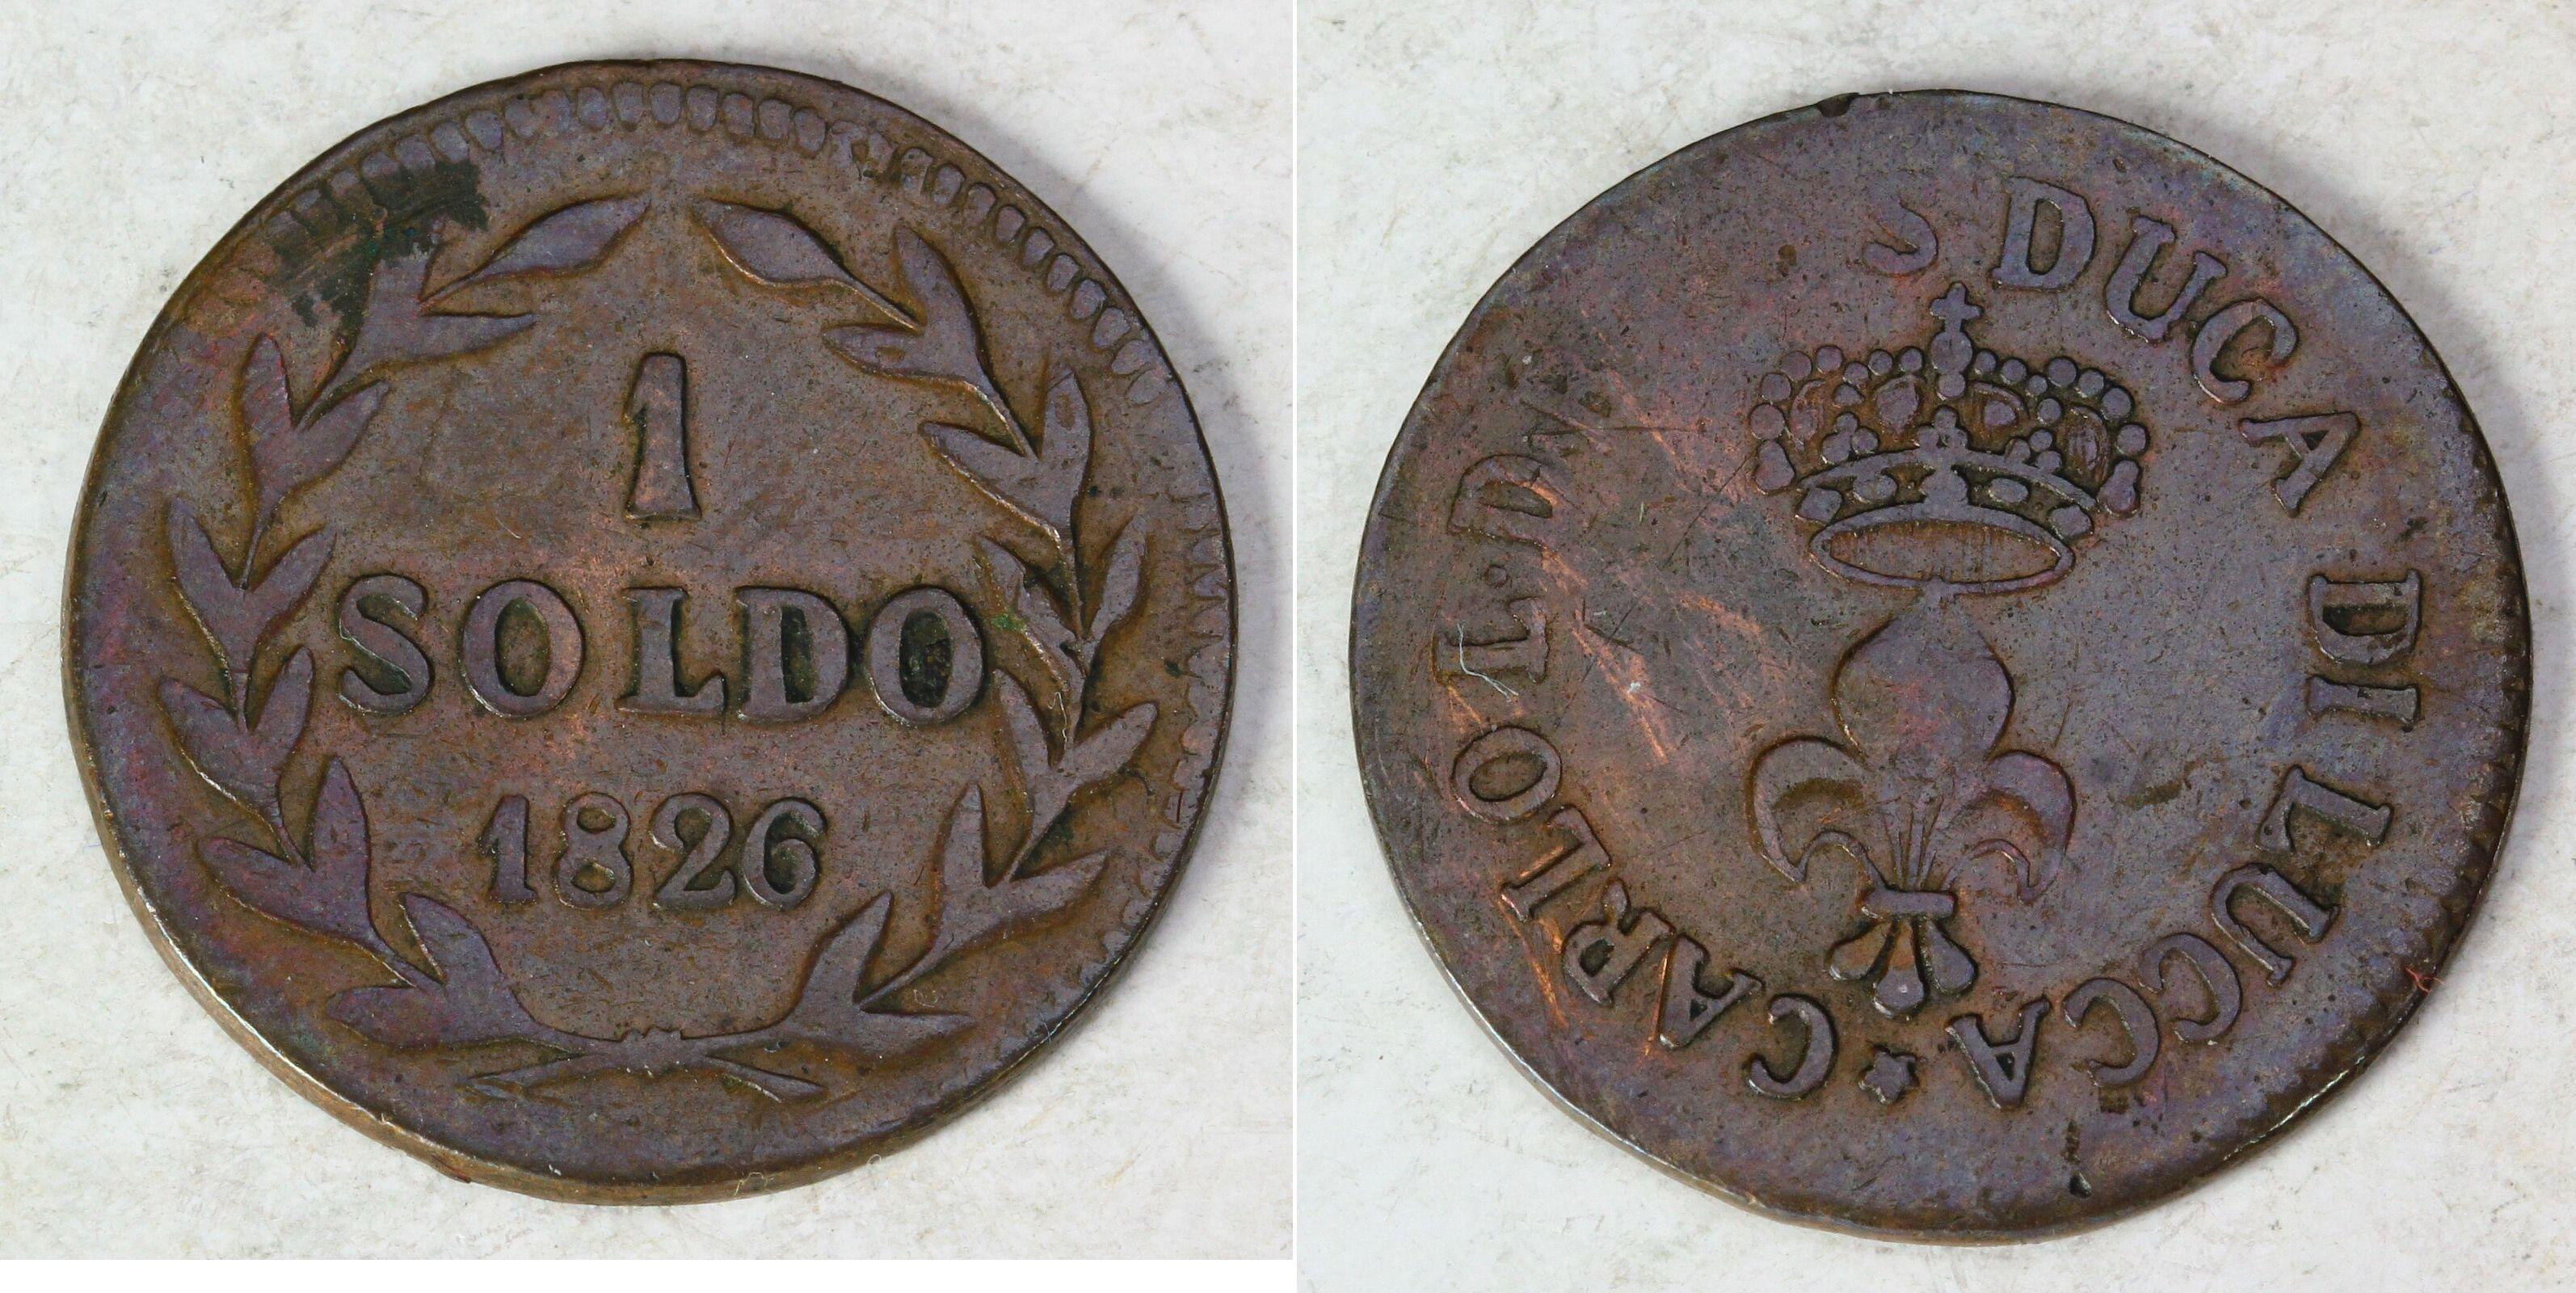 1
SOLDO
1826
CARLO L. D. S DUCA DI LUCCA